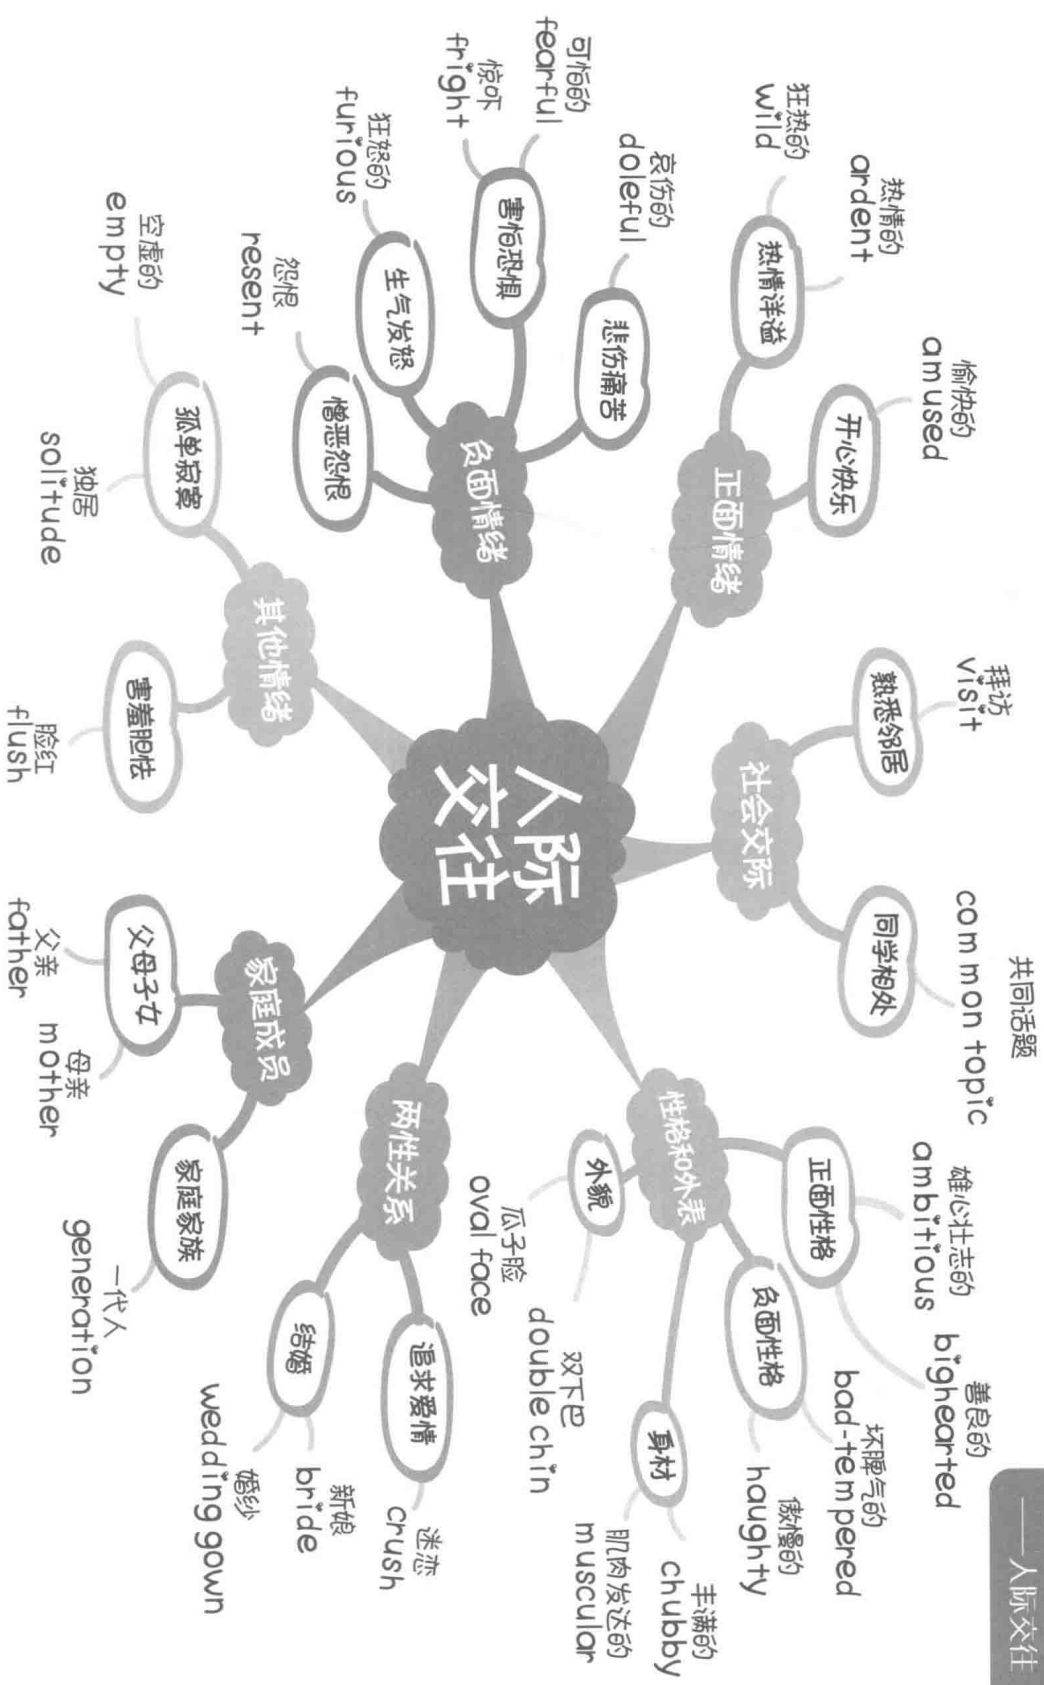 ——人际交往
人际
交往
正面情绪
热情洋溢
狂热的
wild
热情的
ardent
开心快乐
愉快的
amused
社会交际
熟悉邻居
拜访
visit
同学相处
共同话题
common topic
性格和外表
正面性格
雄心壮志的
ambitious
善良的
bighearted
负面性格
坏脾气的
bad-tempered
傲慢的
haughty
身材
丰满的
chubby
肌肉发达的
muscular
外貌
瓜子脸
oval face
双下巴
double chin
两性关系
追求爱情
迷恋
crush
结婚
新娘
bride
婚纱
wedding gown
家庭成员
家庭家族
一代人
generation
父母子女
母亲
mother
父亲
father
其他情绪
害羞胆怯
脸红
flush
孤单寂寞
独居
solitude
空虚的
empty
负面情绪
憎恶怨恨
怨恨
resent
生气发怒
狂怒的
furious
害怕恐惧
惊吓
fright
可怕的
fearful
悲伤痛苦
哀伤的
doleful